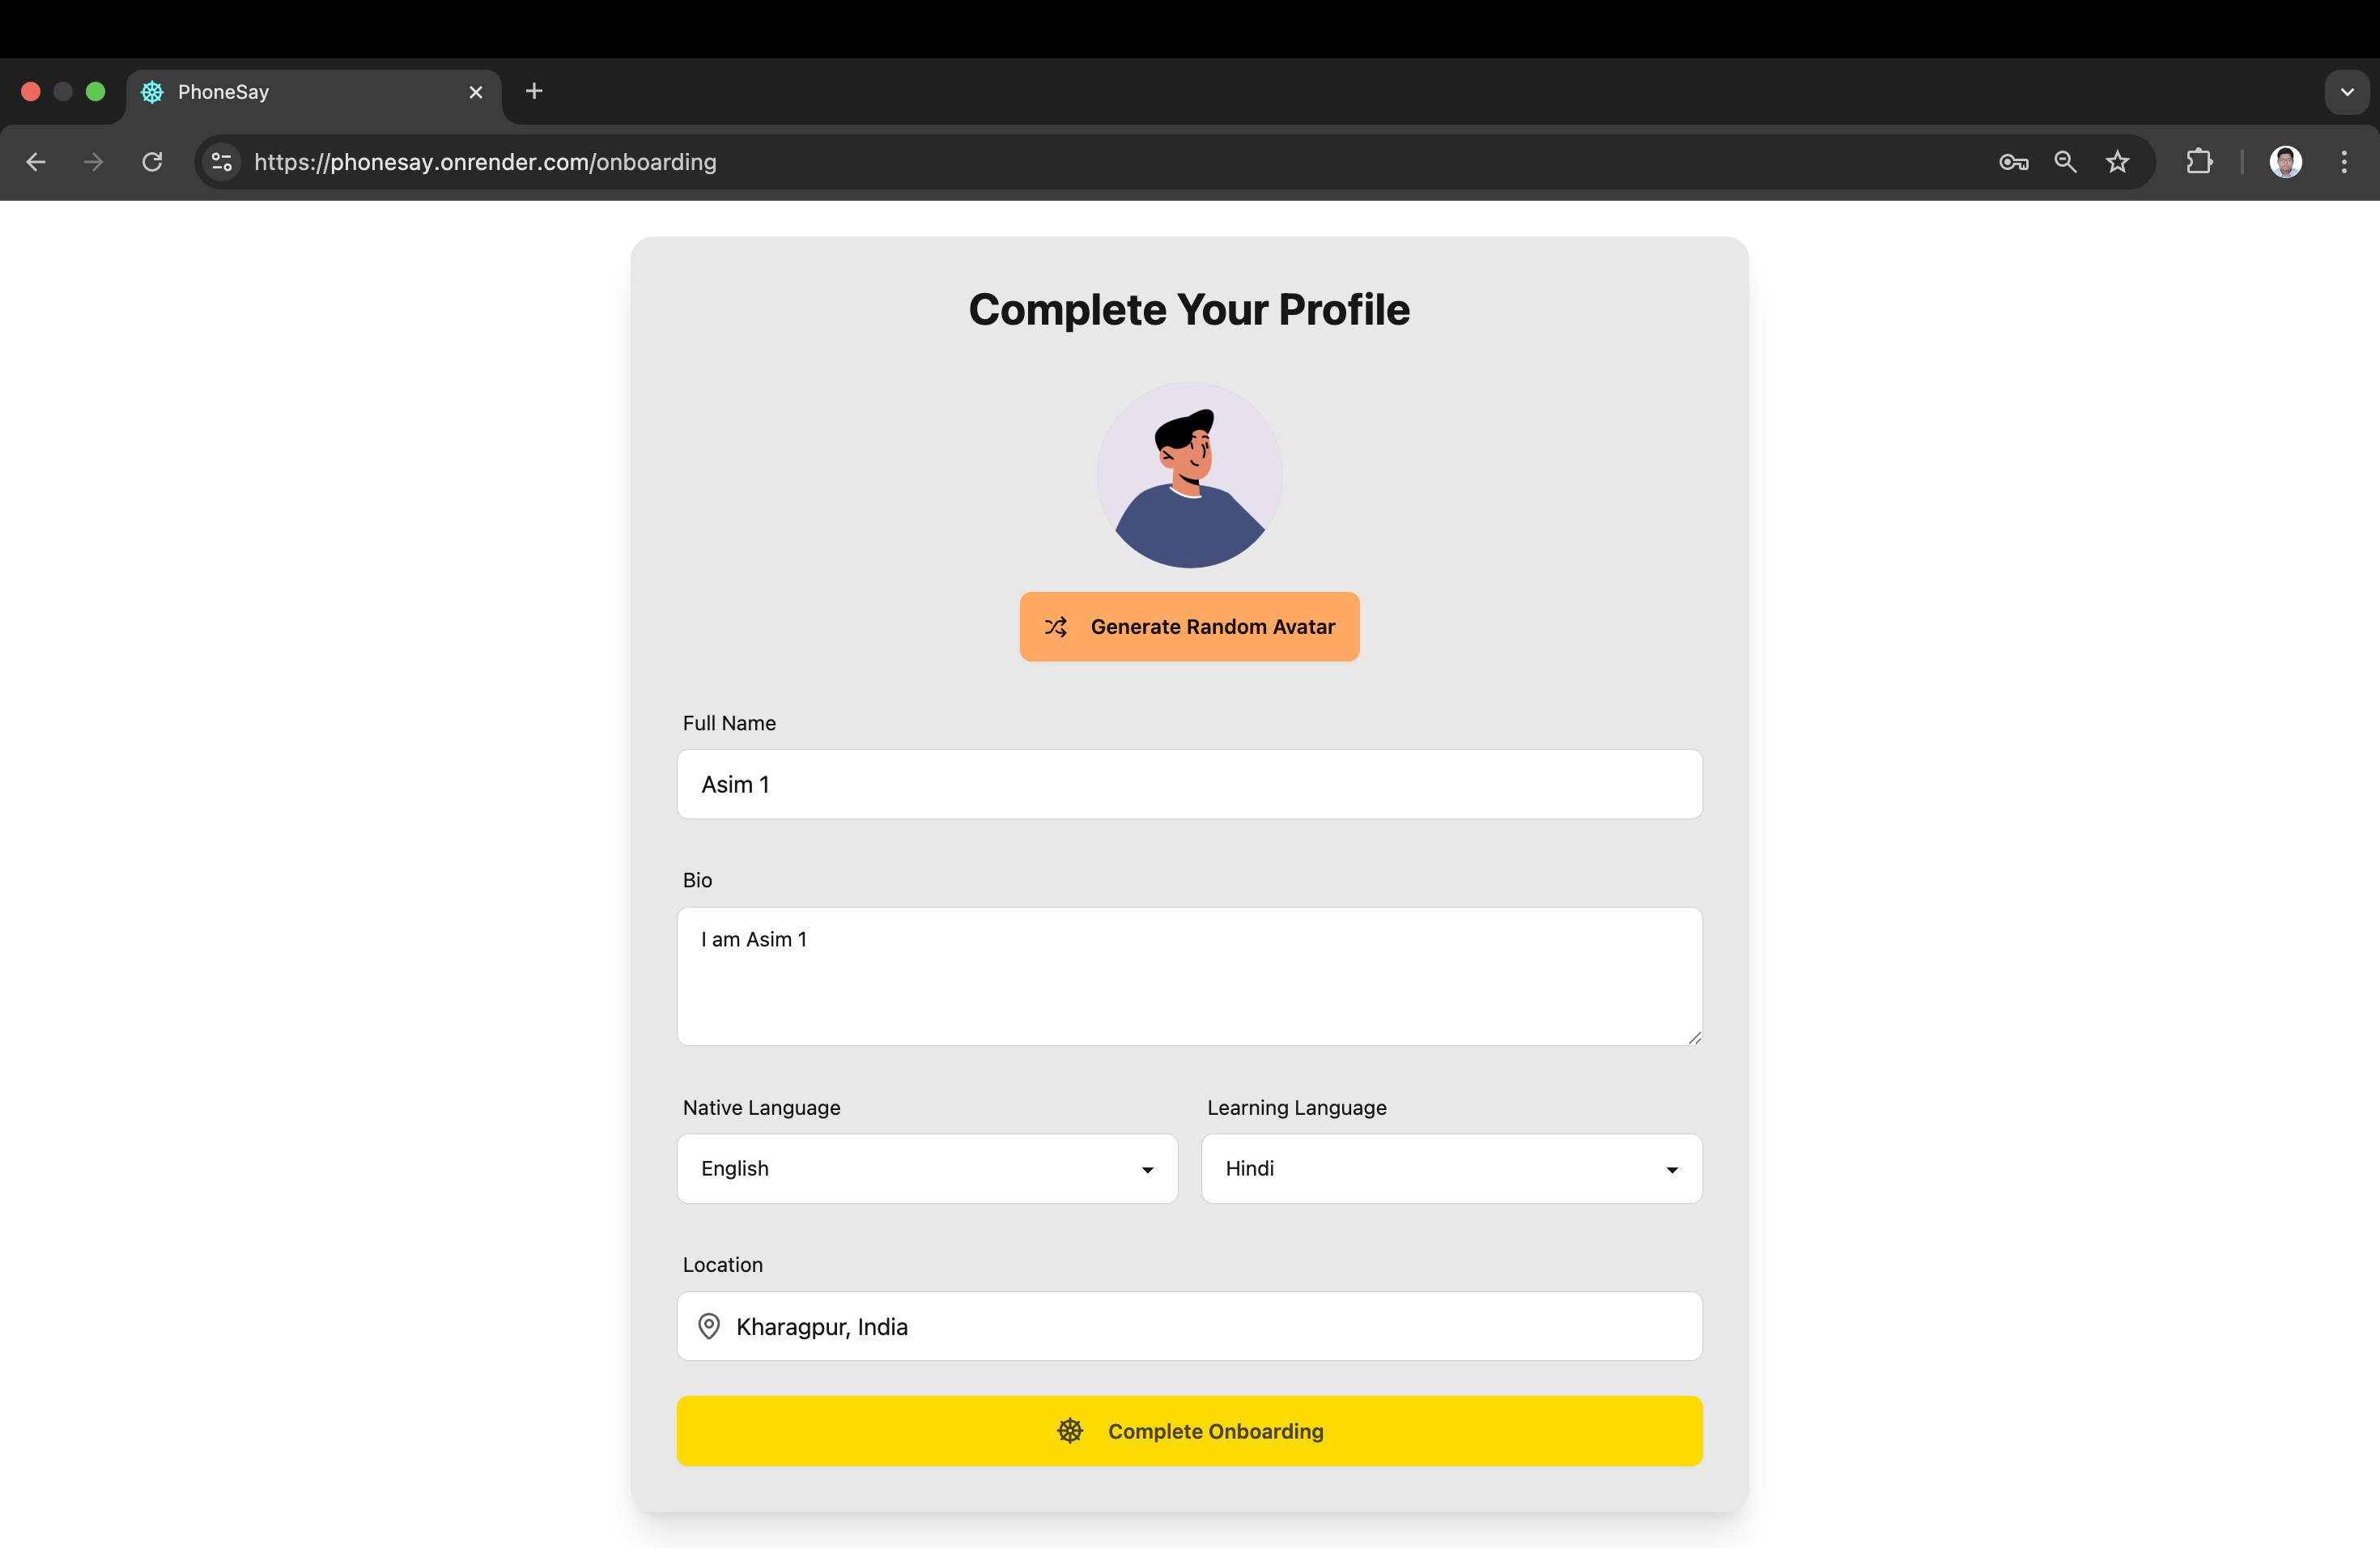 PhoneSay
https://phonesay.onrender.com/onboarding
Complete Your Profile
Generate Random Avatar
Full Name
Asim 1
Bio
I am Asim 1
Native Language
Learning Language
English
Hindi
Location
Kharagpur, India
Complete Onboarding